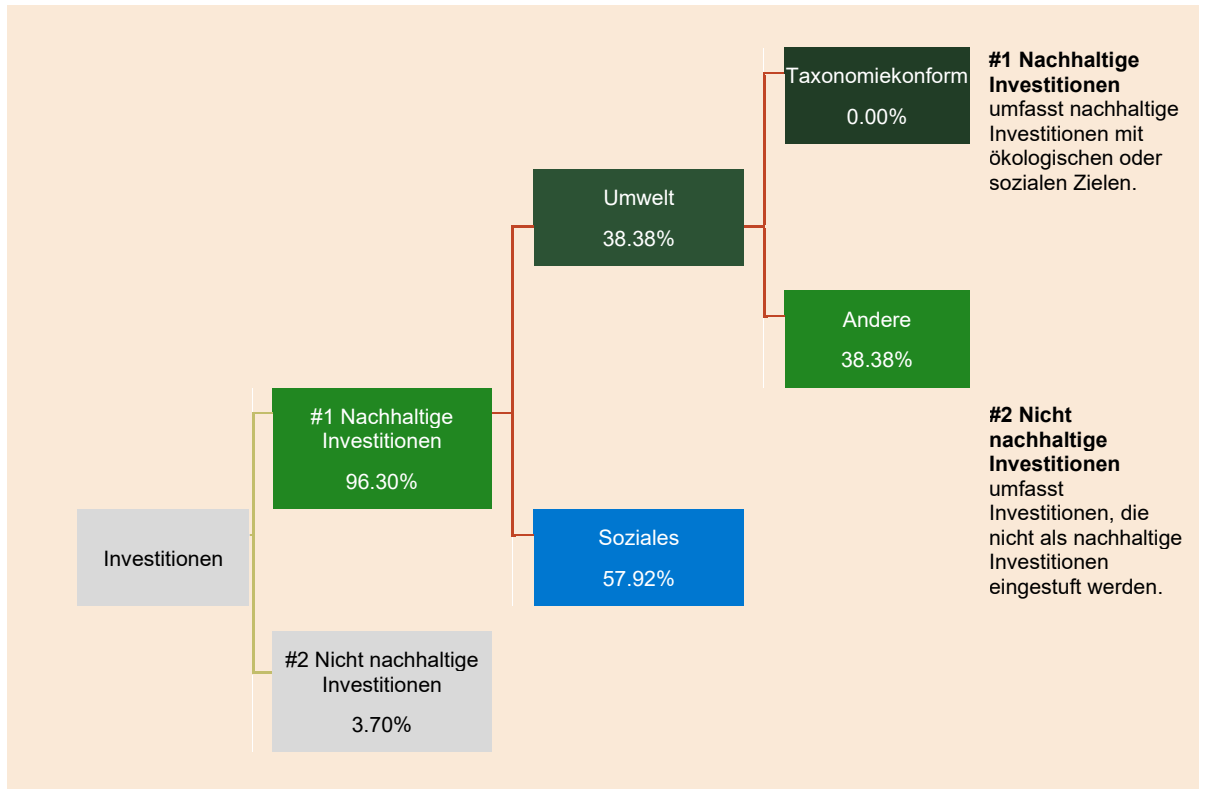 Taxonomiekonform
0.00%
#1 Nachhaltige
Investitionen
umfasst nachhaltige
Investitionen mit
ökologischen oder
sozialen Zielen.
Umwelt
38.38%
Andere
38.38%
#1 Nachhaltige
Investitionen
96.30%
#2 Nicht
nachhaltige
Investitionen
umfasst
Investitionen, die
nicht als nachhaltige
Investitionen
eingestuft werden.
Investitionen
Soziales
57.92%
#2 Nicht nachhaltige
Investitionen
3.70%